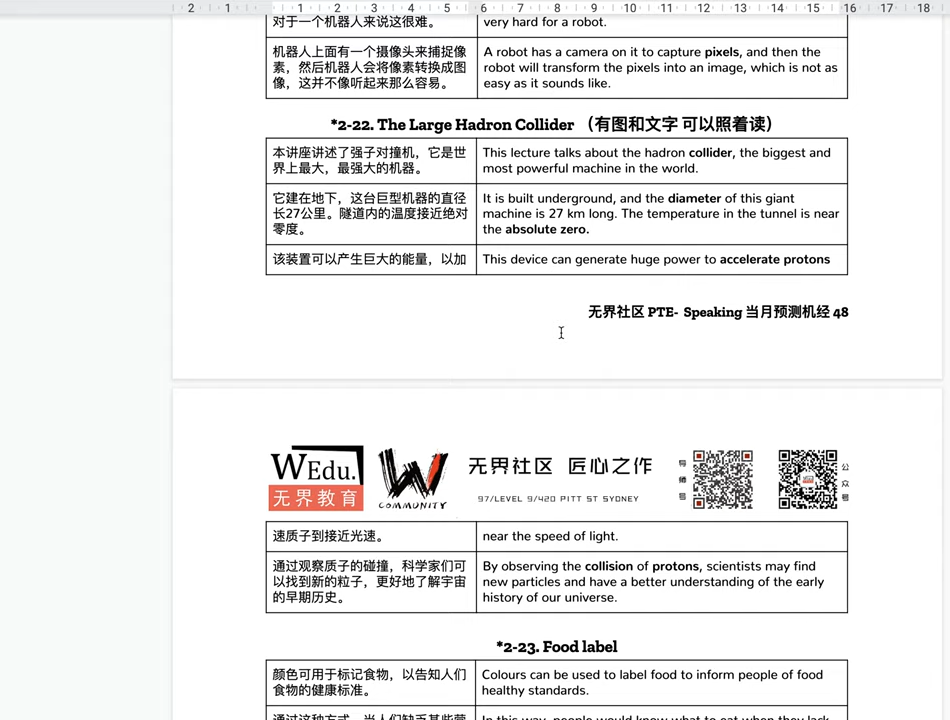 2 1 1 2 3 4 5 6 7 8 9 10 11 12 13 14 15 16 17 18
对于一个机器人来说这很难。
very hard for a robot.
机器人上面有一个摄像头来捕捉像
素，然后机器人会将像素转换成图
像，这并不像听起来那么容易。
A robot has a camera on it to capture pixels, and then the
robot will transform the pixels into an image, which is not as
easy as it sounds like.
*2-22. The Large Hadron Collider （有图和文字 可以照着读）
本讲座讲述了强子对撞机，它是世
界上最大，最强大的机器。
This lecture talks about the hadron collider, the biggest and
most powerful machine in the world.
它建在地下，这台巨型机器的直径
长27公里。隧道内的温度接近绝对
零度。
It is built underground, and the diameter of this giant
machine is 27 km long. The temperature in the tunnel is near
the absolute zero.
该装置可以产生巨大的能量，以加
This device can generate huge power to accelerate protons
无界社区 PTE- Speaking 当月预测机经 48
WEdu.
无界教育
W
COMMUNITY
无界社区 匠心之作
97/LEVEL 9/420 PITT ST SYDNEY
导师号
公众号
速质子到接近光速。
near the speed of light.
通过观察质子的碰撞，科学家们可
以找到新的粒子，更好地了解宇宙
的早期历史。
By observing the collision of protons, scientists may find
new particles and have a better understanding of the early
history of our universe.
*2-23. Food label
颜色可用于标记食物，以告知人们
食物的健康标准。
Colours can be used to label food to inform people of food
healthy standards.
通过这种方式，当人们缺乏某些营
In this way, people would know what to eat when they lack